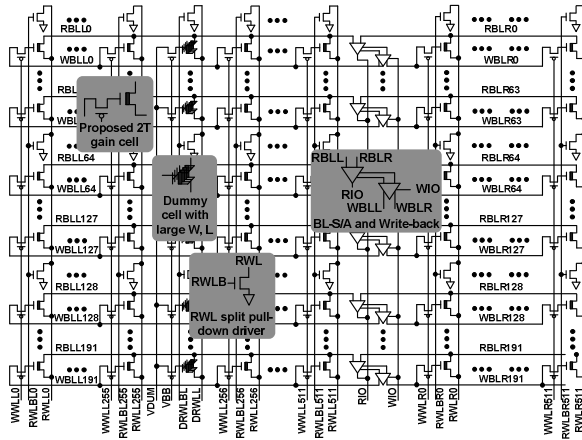 RBLL0 RBLR0
WBLL0 WBLR0
RBL RBLR63
WBL WBLR63
Proposed 2T
gain cell
RBLR64
RBLL64
WBLL64 WBLR64
RBLL RBLR
WIO
RIO
WBLL WBLR
BL-S/A and Write-back
Dummy
cell with
large W, L
RBLL127 RBLR127
WBLL127 WBLR127
RWL
RWLB
RWL split pull-
down driver
RBLL128 RBLR128
WBLL128 WBLR128
RBLL191 RBLR191
WBLL191 WBLR191
WWLL0
RWLBL0
RWLL0
WWLL255
RWLBL255
RWLL255
VDUM
VBB
DRWLBL
DRWLL
WWLL256
RWLBL256
RWLL256
WWLL511
RWLBL511
RWLL511
RIO
WIO
WWLR0
RWLBR0
RWLR0
WWLR511
RWLBR511
RWLR511